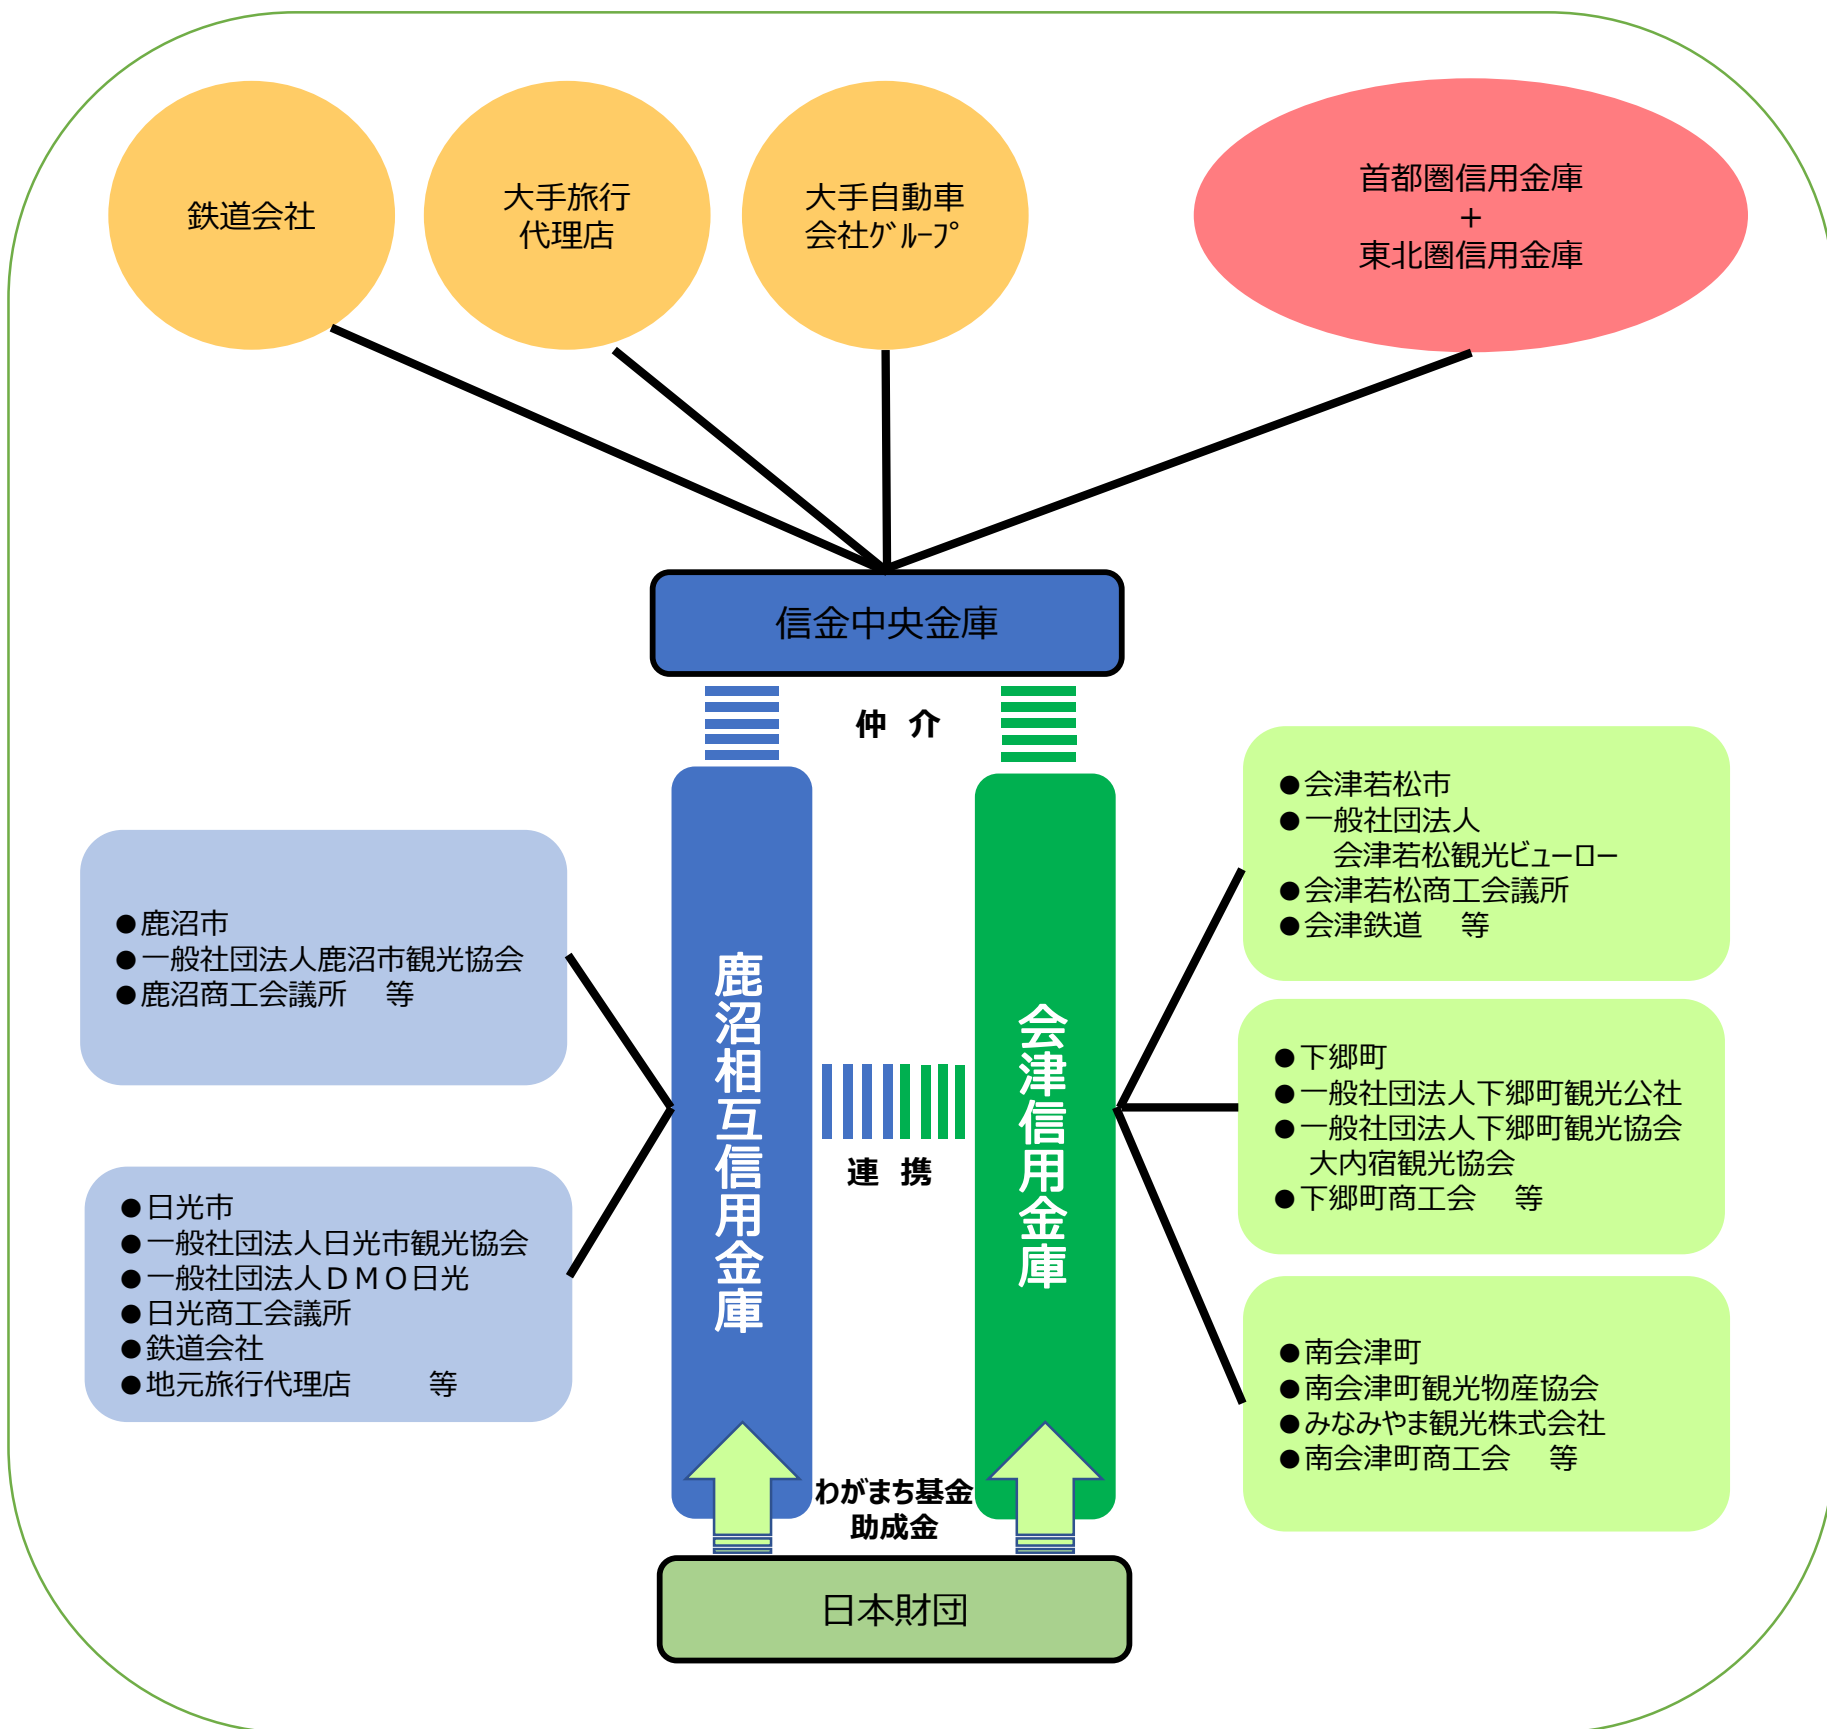 鉄道会社
大手旅行
代理店
大手自動車
会社ｸﾞﾙｰﾌﾟ
首都圏信用金庫
+
東北圏信用金庫
信金中央金庫
仲 介
鹿沼相互信用金庫
会津信用金庫
連 携
●鹿沼市
●一般社団法人鹿沼市観光協会
●鹿沼商工会議所 等
●日光市
●一般社団法人日光市観光協会
●一般社団法人ＤＭＯ日光
●日光商工会議所
●鉄道会社
●地元旅行代理店 等
●会津若松市
●一般社団法人
会津若松観光ビューロー
●会津若松商工会議所
●会津鉄道 等
●下郷町
●一般社団法人下郷町観光公社
●一般社団法人下郷町観光協会
大内宿観光協会
●下郷町商工会 等
●南会津町
●南会津町観光物産協会
●みなみやま観光株式会社
●南会津町商工会 等
わがまち基金
助成金
日本財団